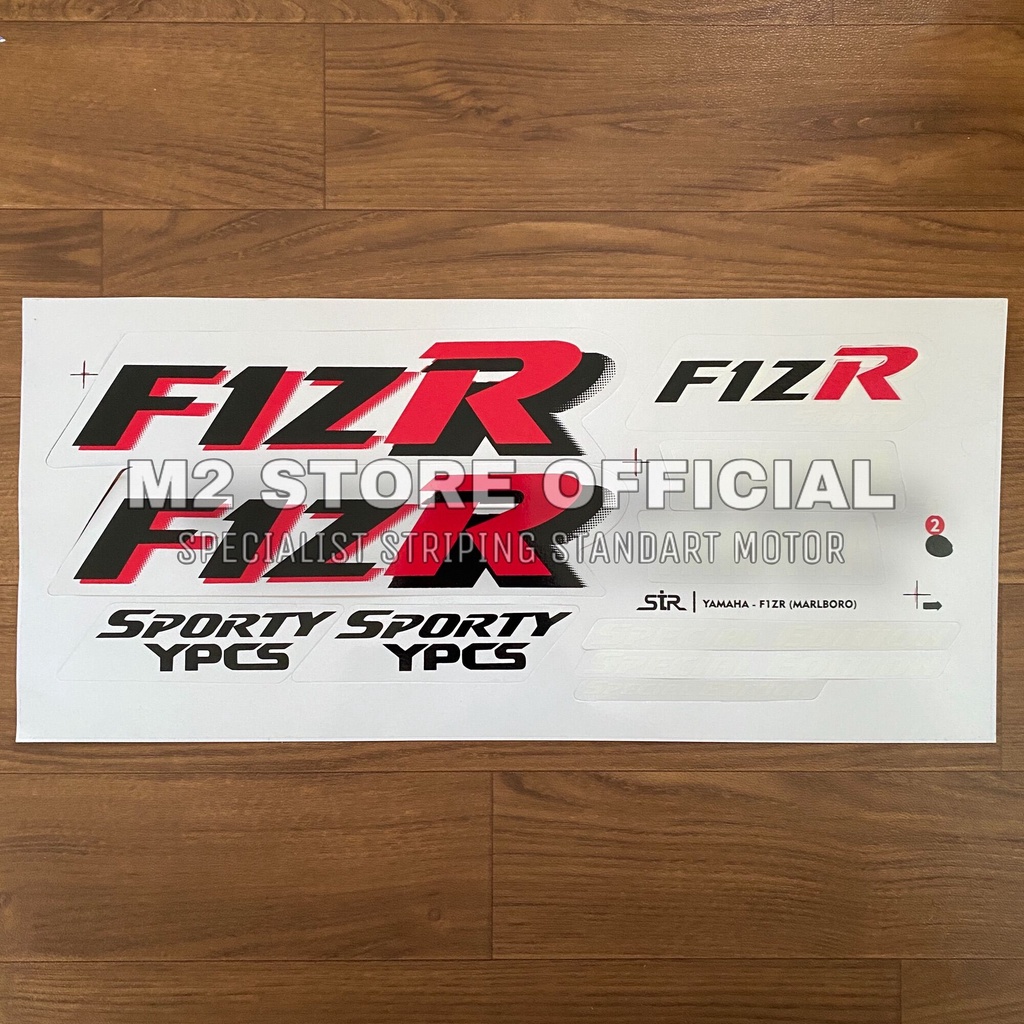 F1ZR
F1ZR
M2 STORE OFFICIAL
F1ZR
SPECIALIST STRIPING STANDART MOTOR
2
STR | YAMAHA - F1ZR (MARLBORO)
SPORTY SPORTY
YPCS YPCS